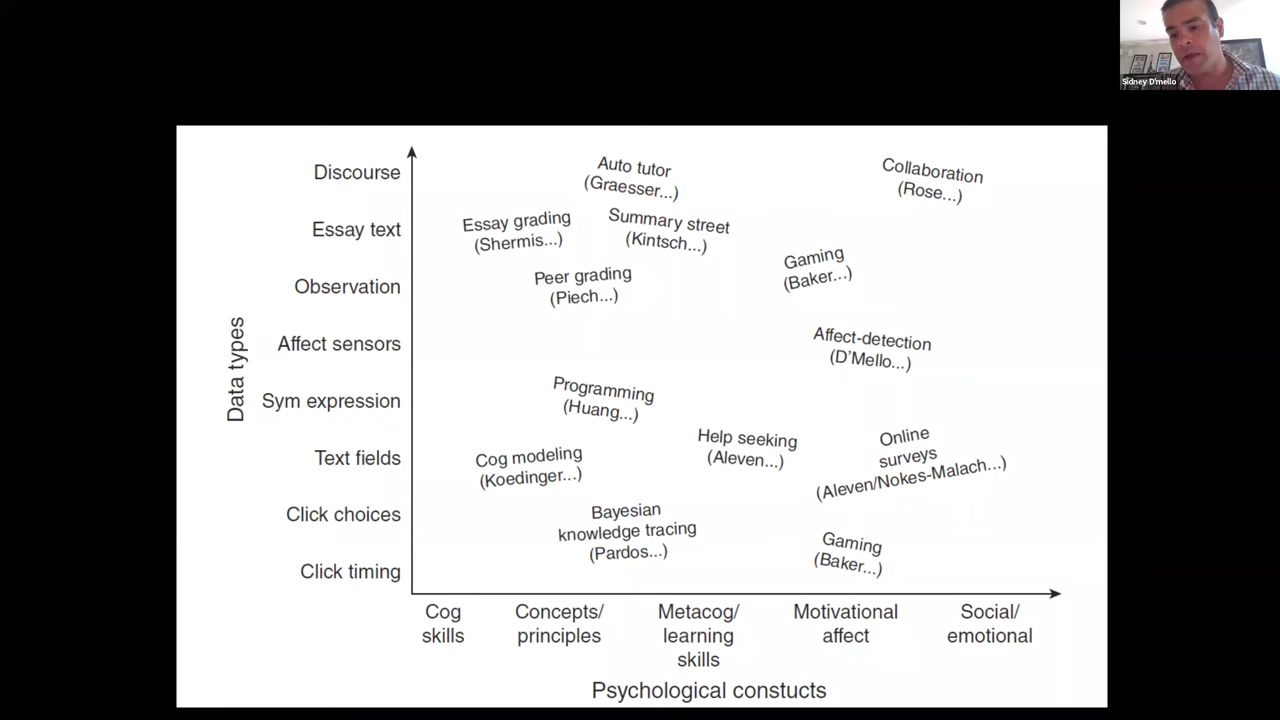 Sidney D'mello
Discourse
Essay text
Observation
Affect sensors
Sym expression
Text fields
Click choices
Click timing
Data types
Auto tutor
(Graesser...)
Collaboration
(Rose...)
Essay grading
(Shermis...)
Summary street
(Kintsch...)
Gaming
(Baker...)
Peer grading
(Piech...)
Affect-detection
(D'Mello...)
Programming
(Huang...)
Help seeking
(Aleven...)
Online
surveys
(Aleven/Nokes-Malach...)
Cog modeling
(Koedinger...)
Bayesian
knowledge tracing
(Pardos...)
Gaming
(Baker...)
Cog
skills
Concepts/
principles
Metacog/
learning
skills
Motivational
affect
Social/
emotional
Psychological constucts